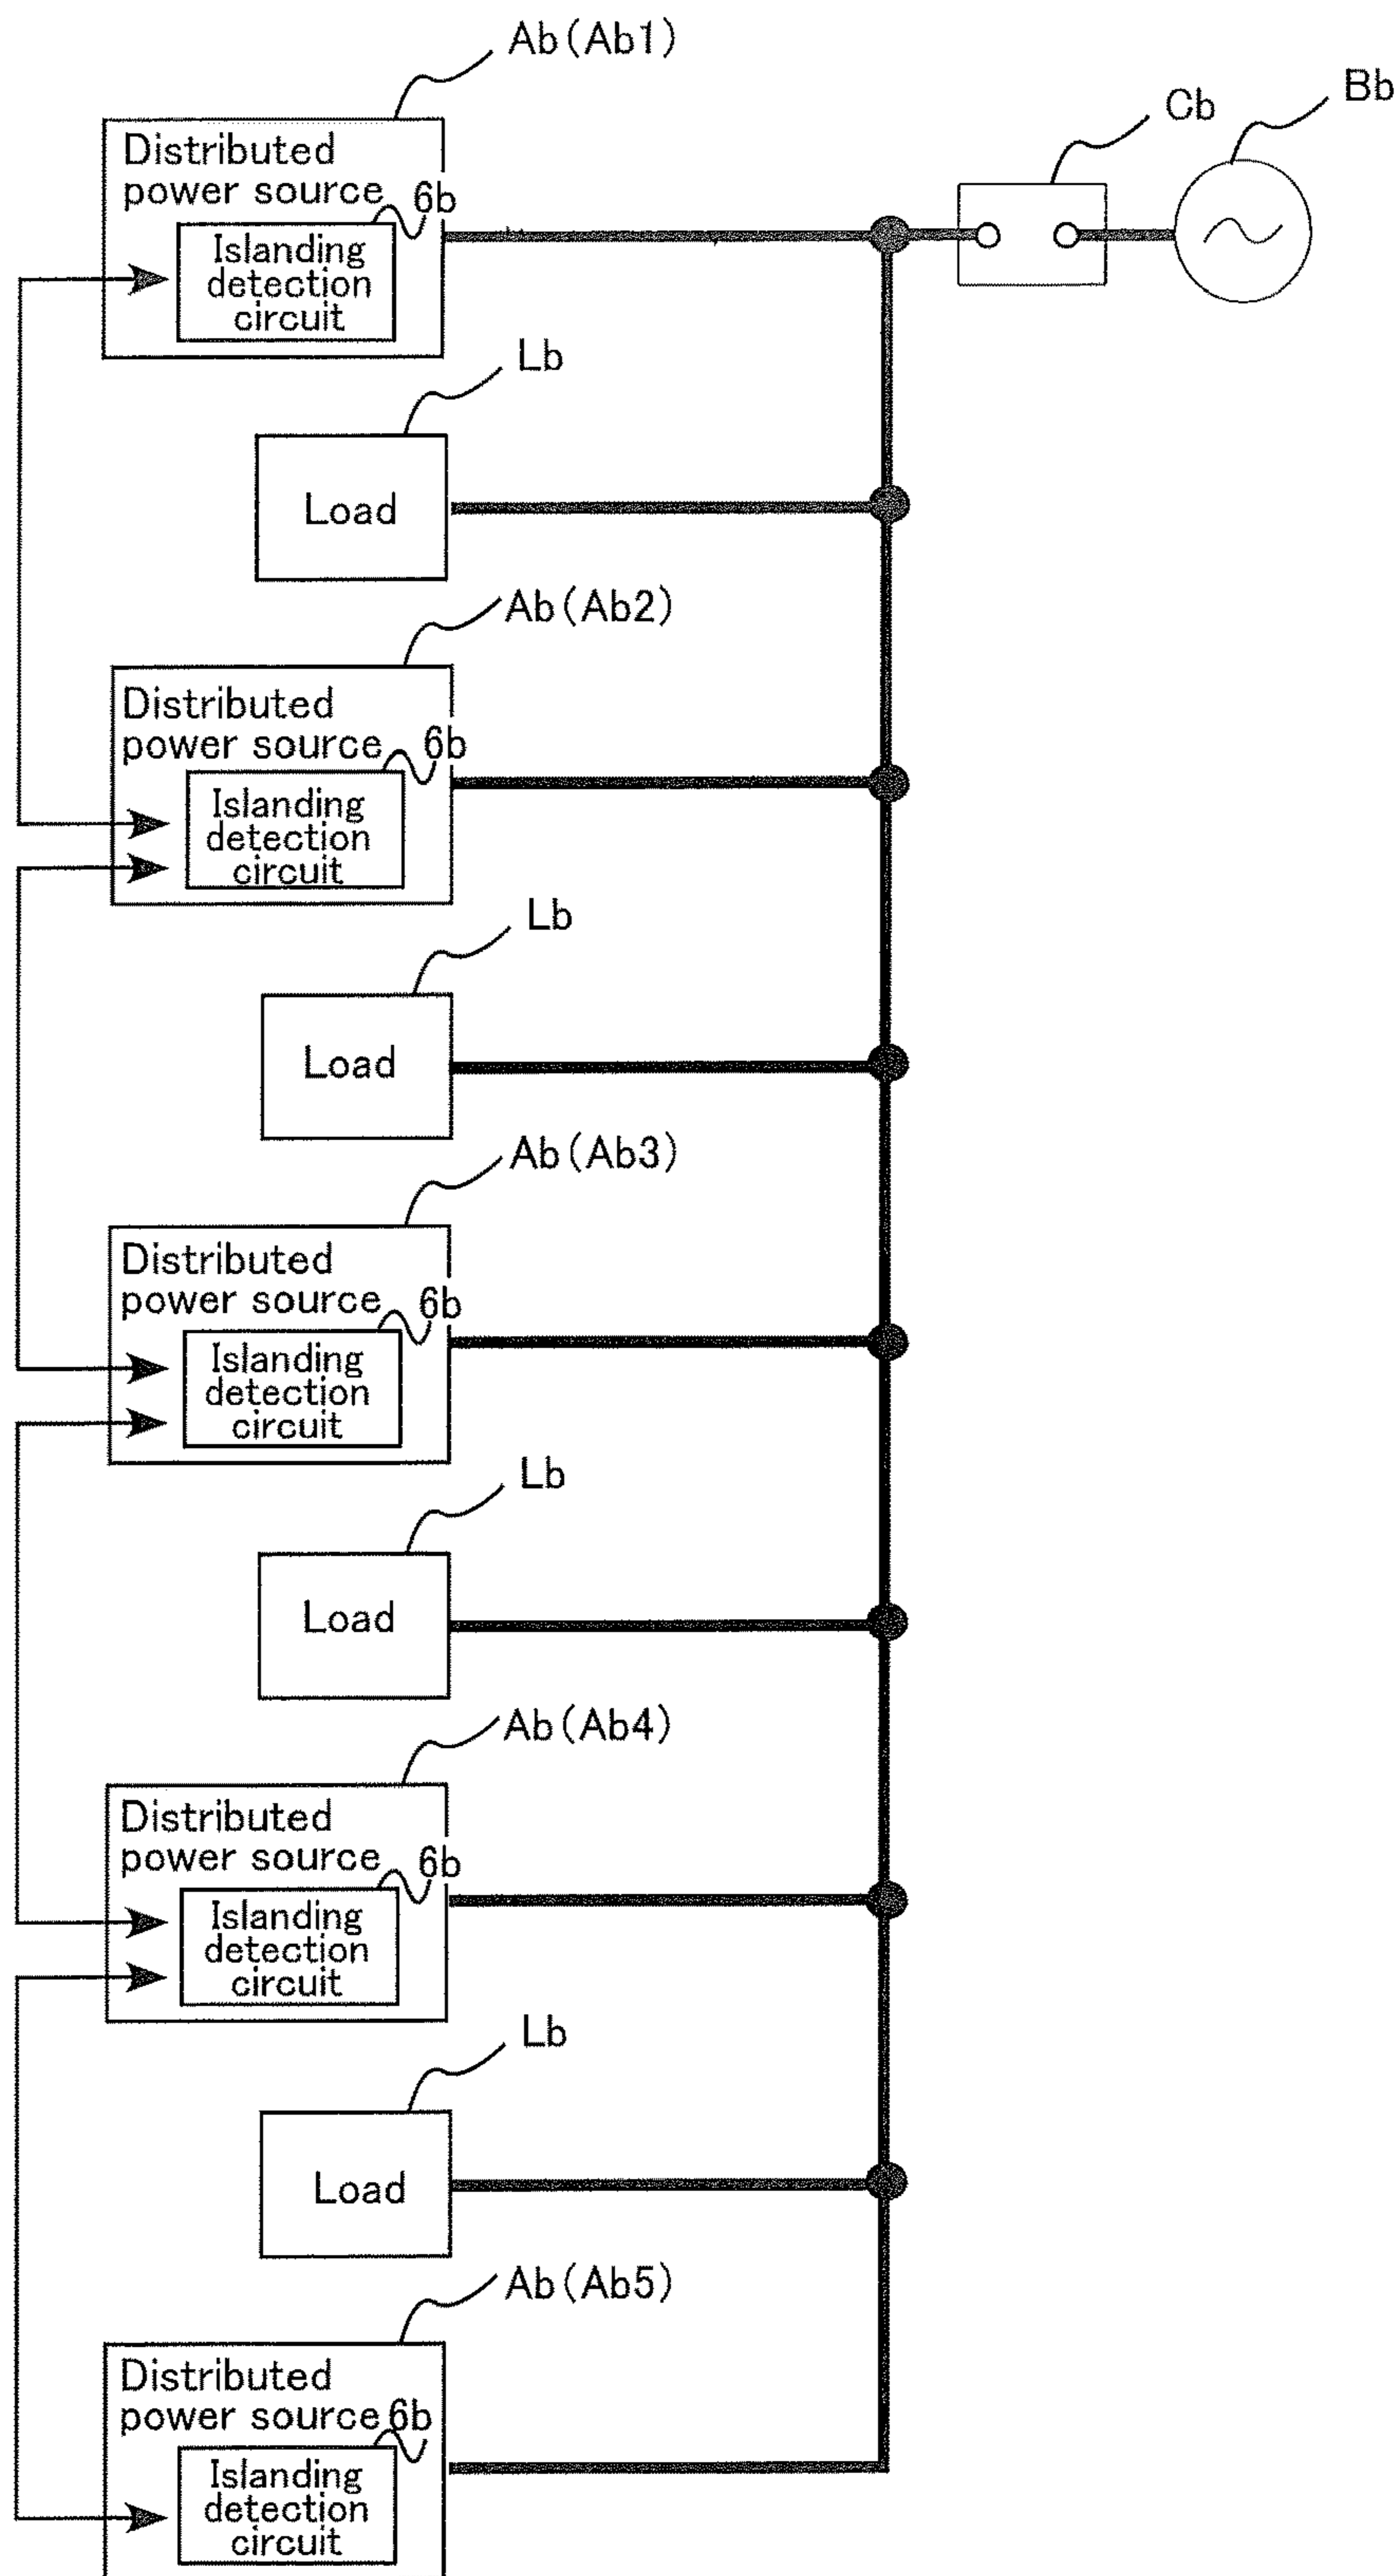 Ab(Ab1)
Bb
Cb
Distributed
power source
6b
Islanding
detection
circuit
Lb
Load
Ab(Ab2)
Distributed
power source
6b
Islanding
detection
circuit
Lb
Load
Ab(Ab3)
Distributed
power source
6b
Islanding
detection
circuit
Lb
Load
Ab(Ab4)
Distributed
power source
6b
Islanding
detection
circuit
Lb
Load
Ab(Ab5)
Distributed
power source
6b
Islanding
detection
circuit